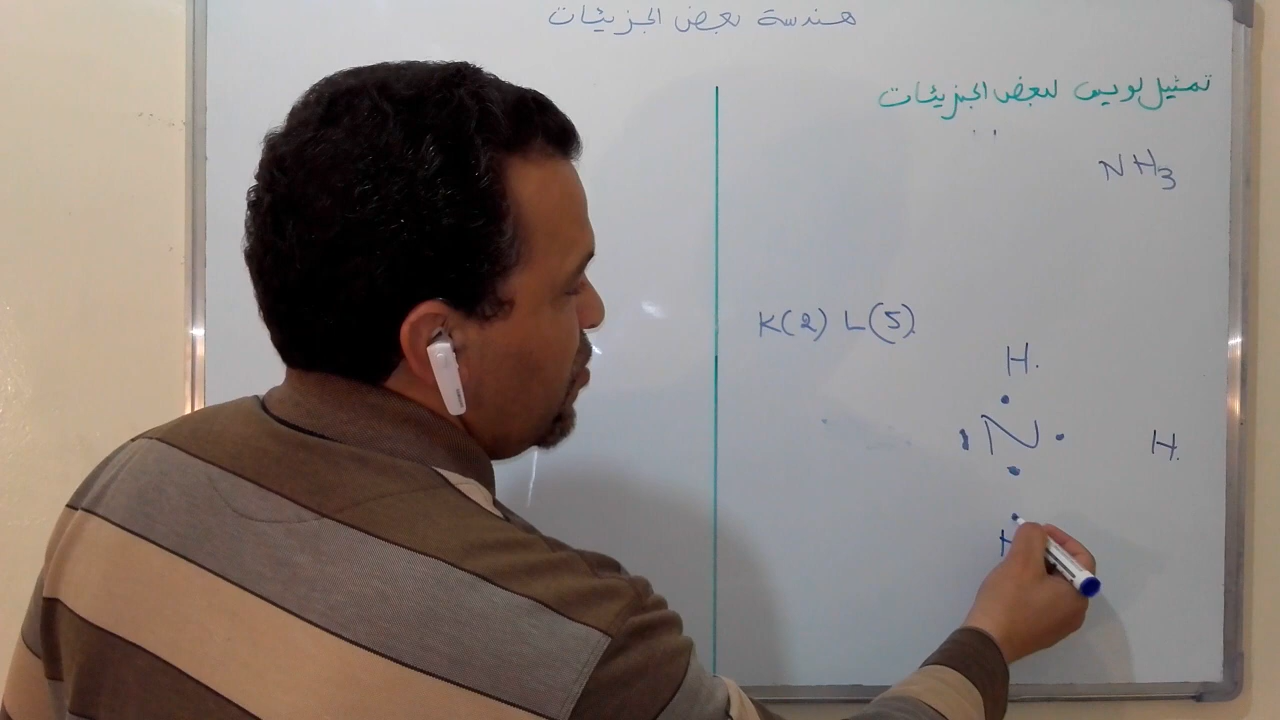 هندسة بعض الجزيئات
تمثيل لويس لبعض الجزيئات
NH3
K(2) L(5)
H.
N
H.
H